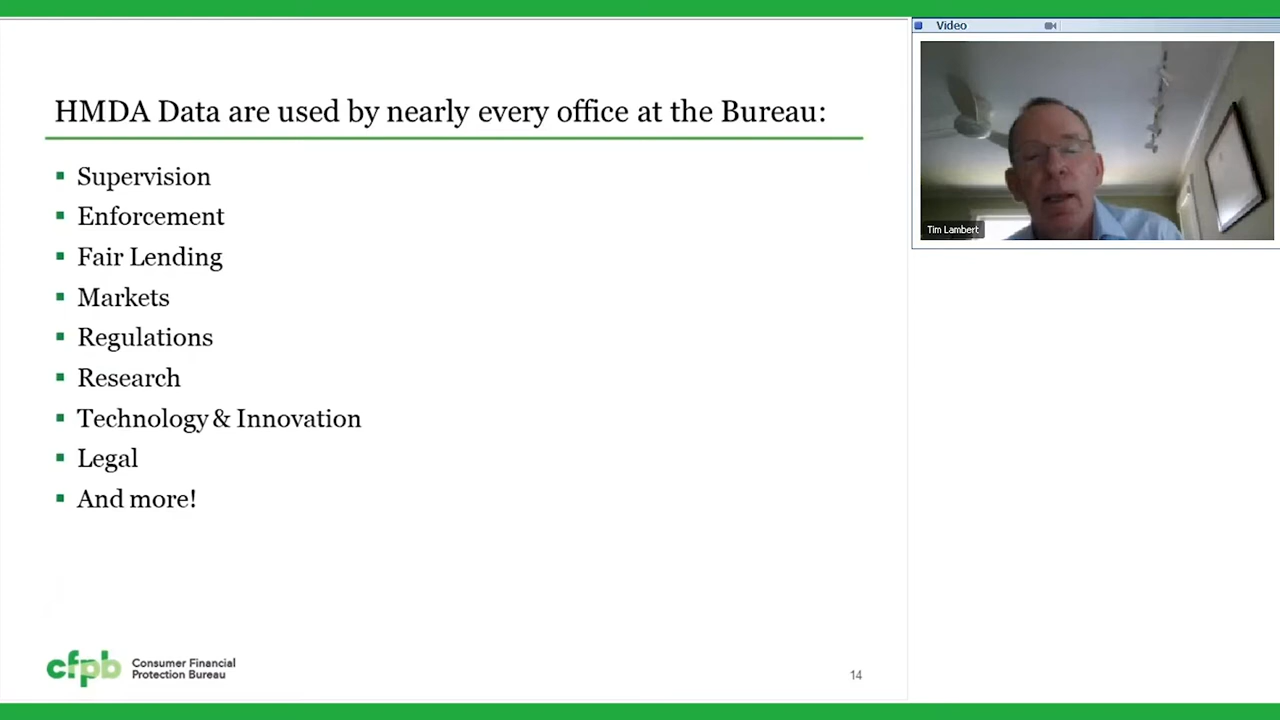 HMDA Data are used by nearly every office at the Bureau:
Supervision
Enforcement
Fair Lending
Markets
Regulations
Research
Technology & Innovation
Legal
And more!
cfpb
Consumer Financial
Protection Bureau
14
Video
Tim Lambert